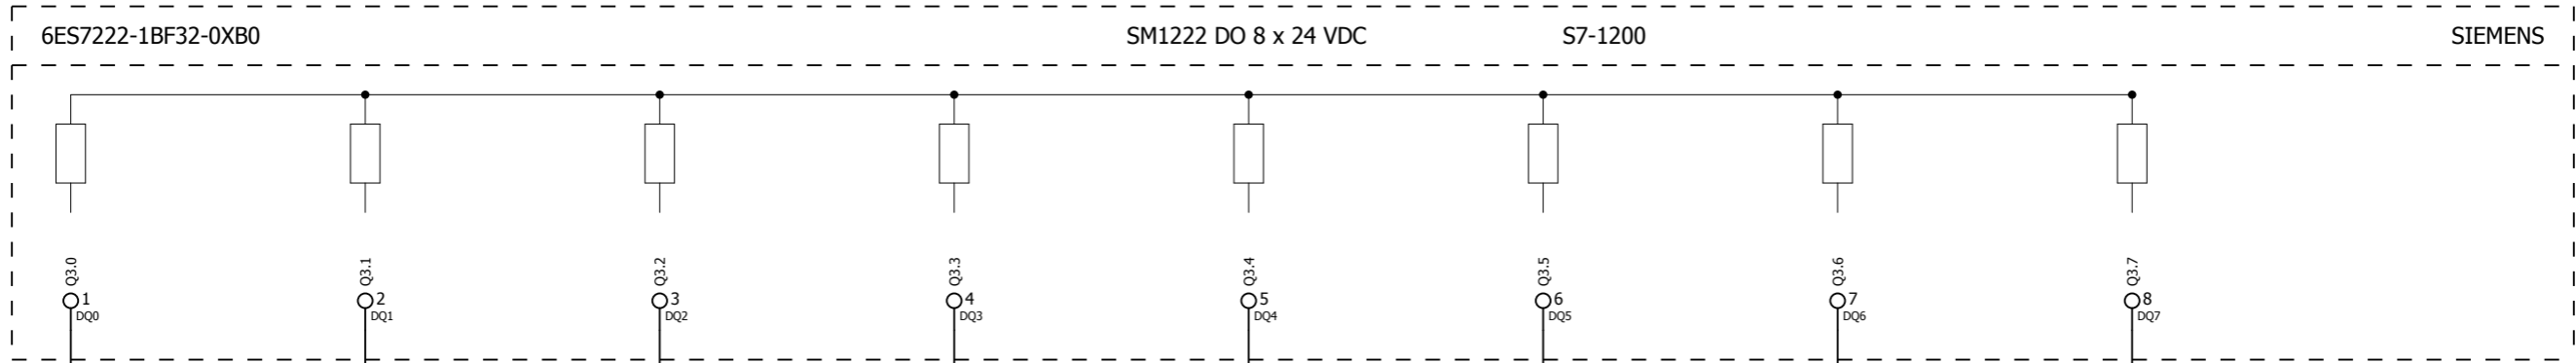 6ES7222-1BF32-0XB0 SM1222 DO 8 x 24 VDC S7-1200 SIEMENS
Q3.0 Q3.1 Q3.2 Q3.3 Q3.4 Q3.5 Q3.6 Q3.7
1 2 3 4 5 6 7 8
DQ0 DQ1 DQ2 DQ3 DQ4 DQ5 DQ6 DQ7